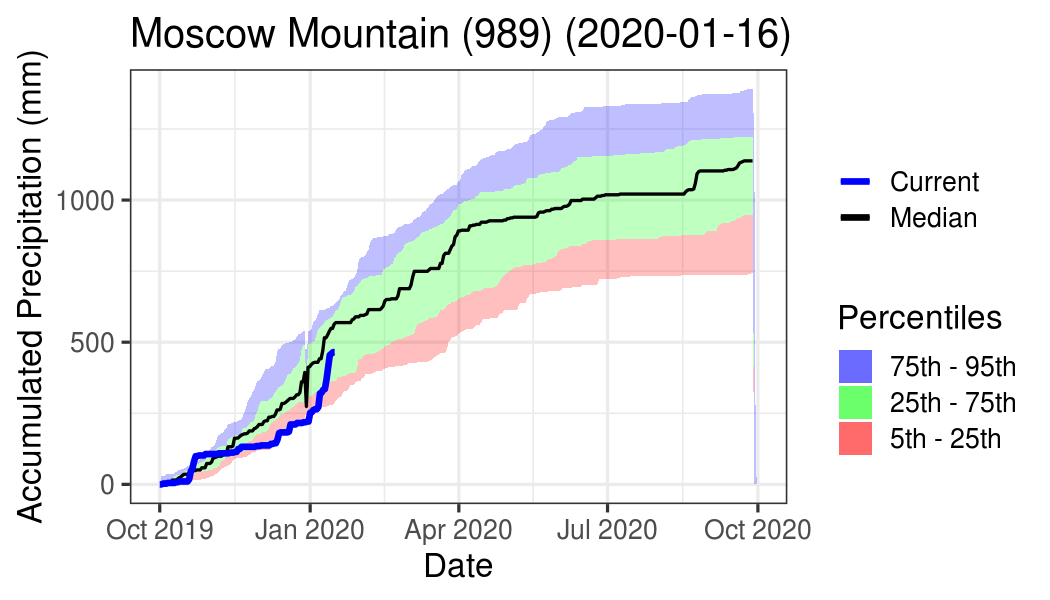 Moscow Mountain (989) (2020-01-16)
Accumulated Precipitation (mm)
1000
500
0
Oct 2019
Jan 2020
Apr 2020
Jul 2020
Oct 2020
Date
Current
Median
Percentiles
75th - 95th
25th - 75th
5th - 25th